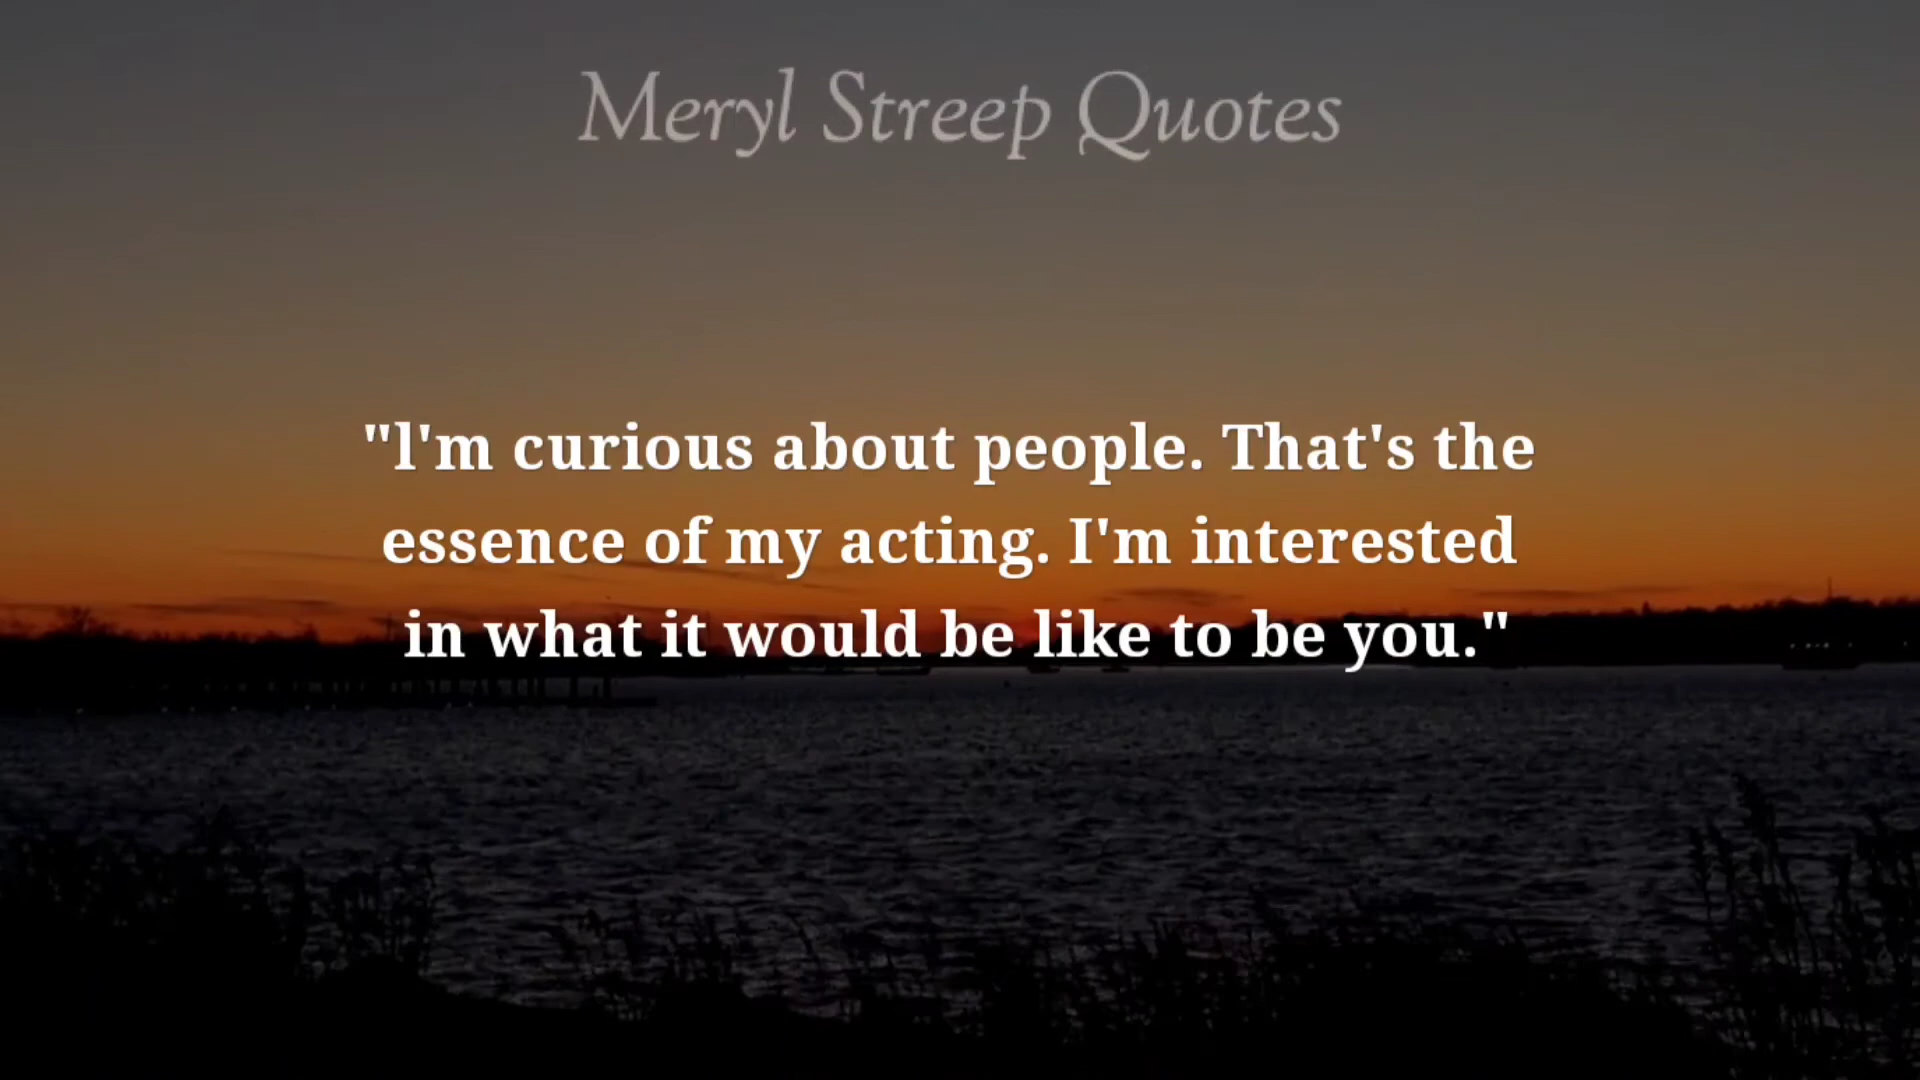 Meryl Streep Quotes
"l'm curious about people. That's the
essence of my acting. I'm interested
in what it would be like to be you."